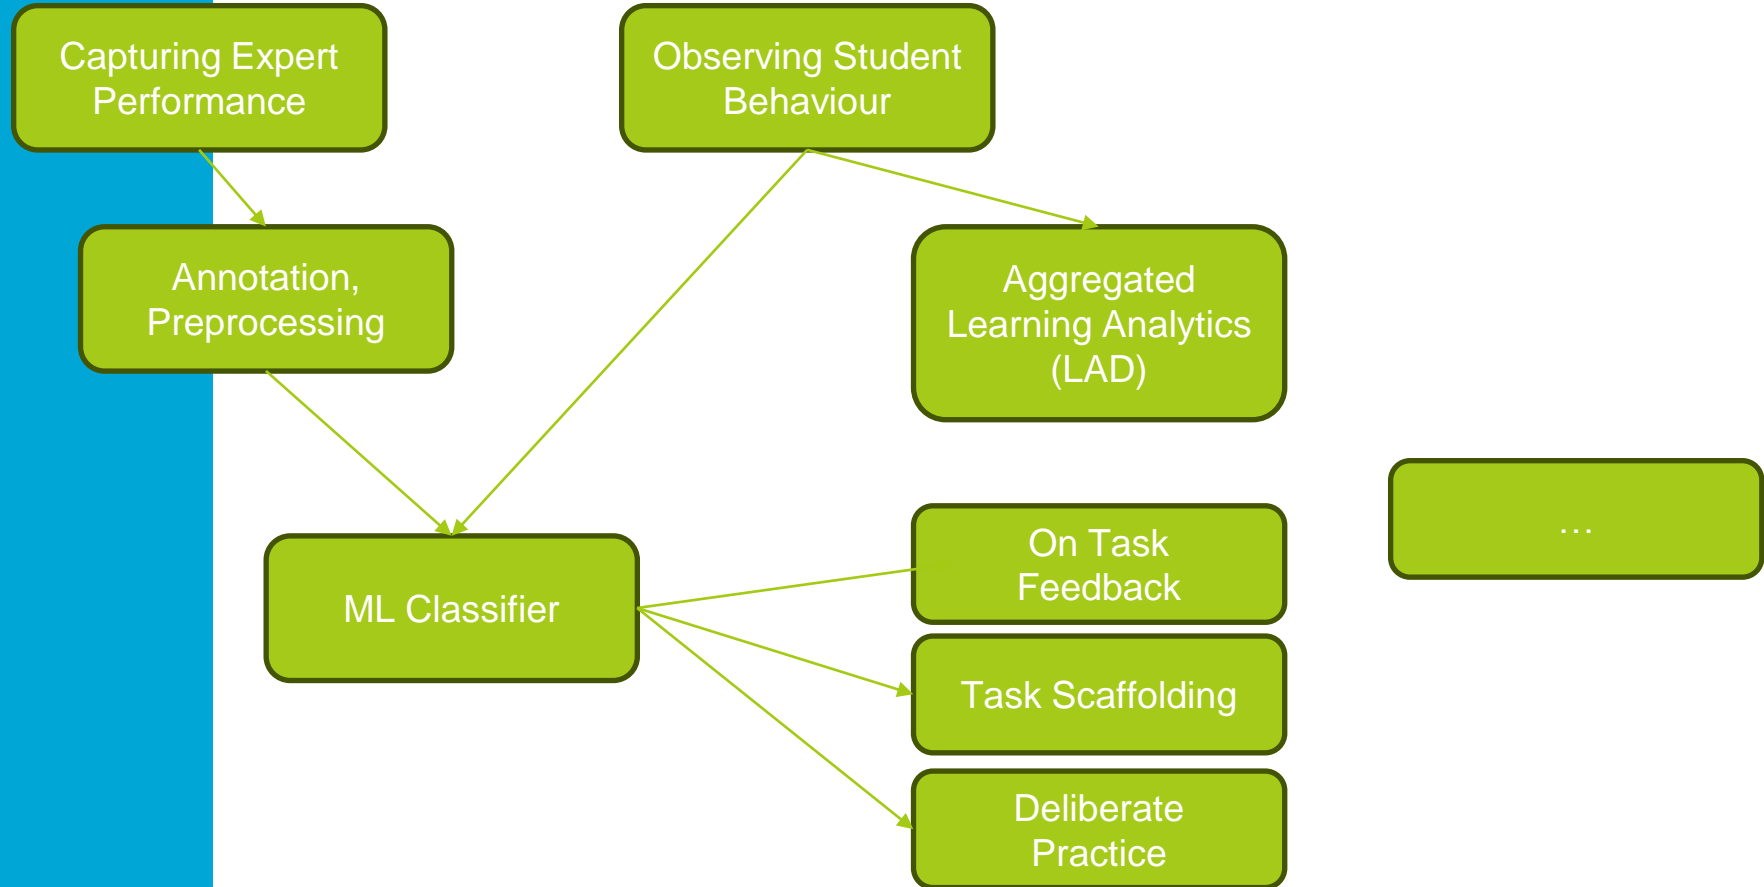 Capturing Expert
Performance
Observing Student
Behaviour
Annotation,
Preprocessing
Aggregated
Learning Analytics
(LAD)
…
On Task
Feedback
ML Classifier
Task Scaffolding
Deliberate
Practice